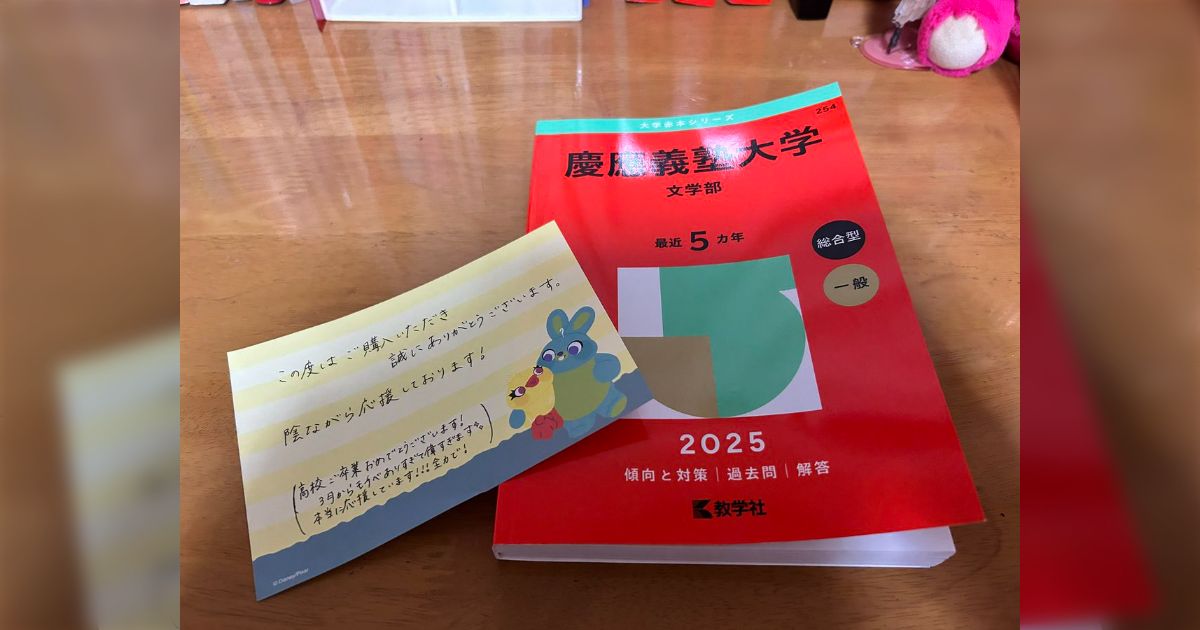 この度はご購入いただき
誠にありがとうございます。
陰ながら応援しております!
(高校ご卒業おめでとうございます!
3月からモチベありすぎて偉すぎます
本当に応援しています!!!全力で!)
© Disney/Pixar
大学赤本シリーズ
254
慶應義塾大学
文学部
最近5カ年
総合型
一般
2025
傾向と対策|過去問|解答
教学社